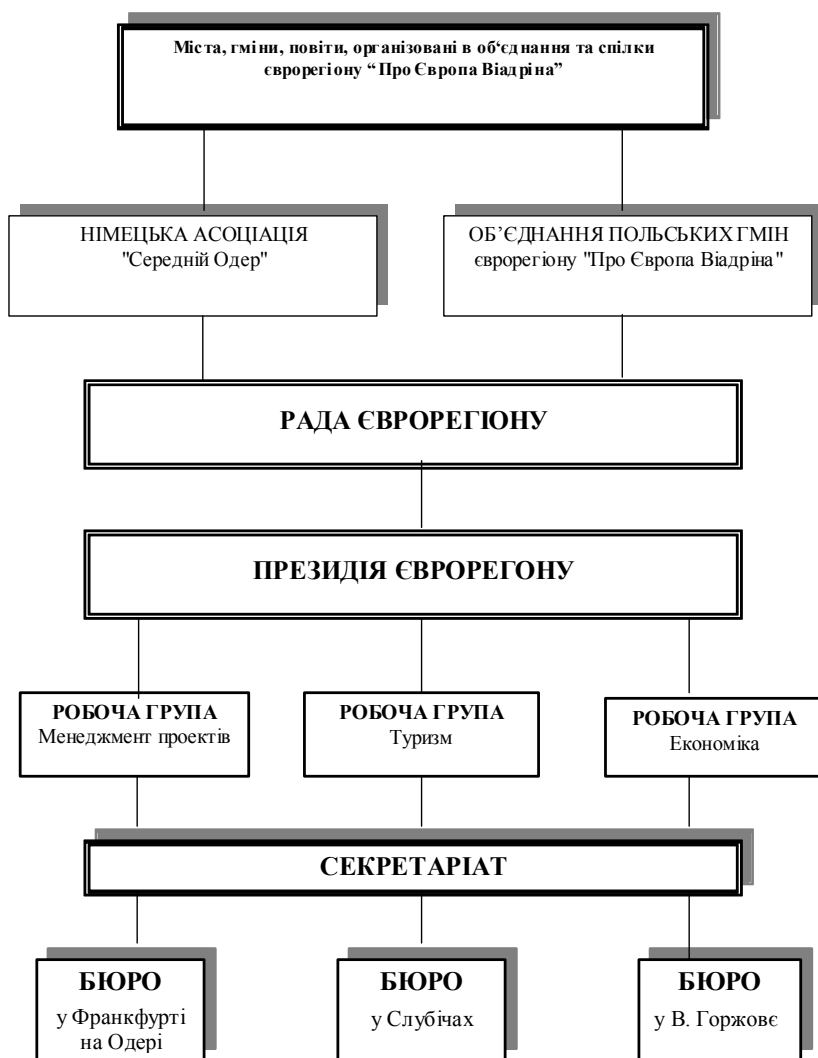 Міста, гміни, повіти, організовані в об‘єднання та спілки
єврорегіону “Про Європа Віадріна”
НІМЕЦЬКА АСОЦІАЦІЯ
"Середній Одер"
ОБ’ЄДНАННЯ ПОЛЬСЬКИХ ГМІН
єврорегіону "Про Європа Віадріна"
РАДА ЄВРОРЕГІОНУ
ПРЕЗИДІЯ ЄВРОРЕГОНУ
РОБОЧА ГРУПА
Менеджмент проектів
РОБОЧА ГРУПА
Туризм
РОБОЧА ГРУПА
Економіка
СЕКРЕТАРІАТ
БЮРО
у Франкфурті
на Одері
БЮРО
у Слубічах
БЮРО
у В. Горжовє